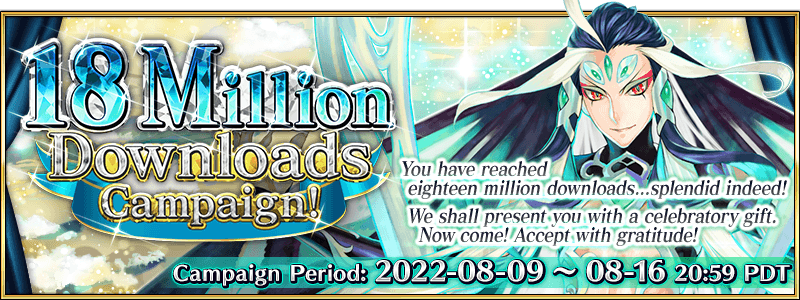 18 Million
Downloads
Campaign!
You have reached
eighteen million downloads...splendid indeed!
We shall present you with a celebratory gift.
Now come! Accept with gratitude!
Campaign Period: 2022-08-09 ~ 08-16 20:59 PDT